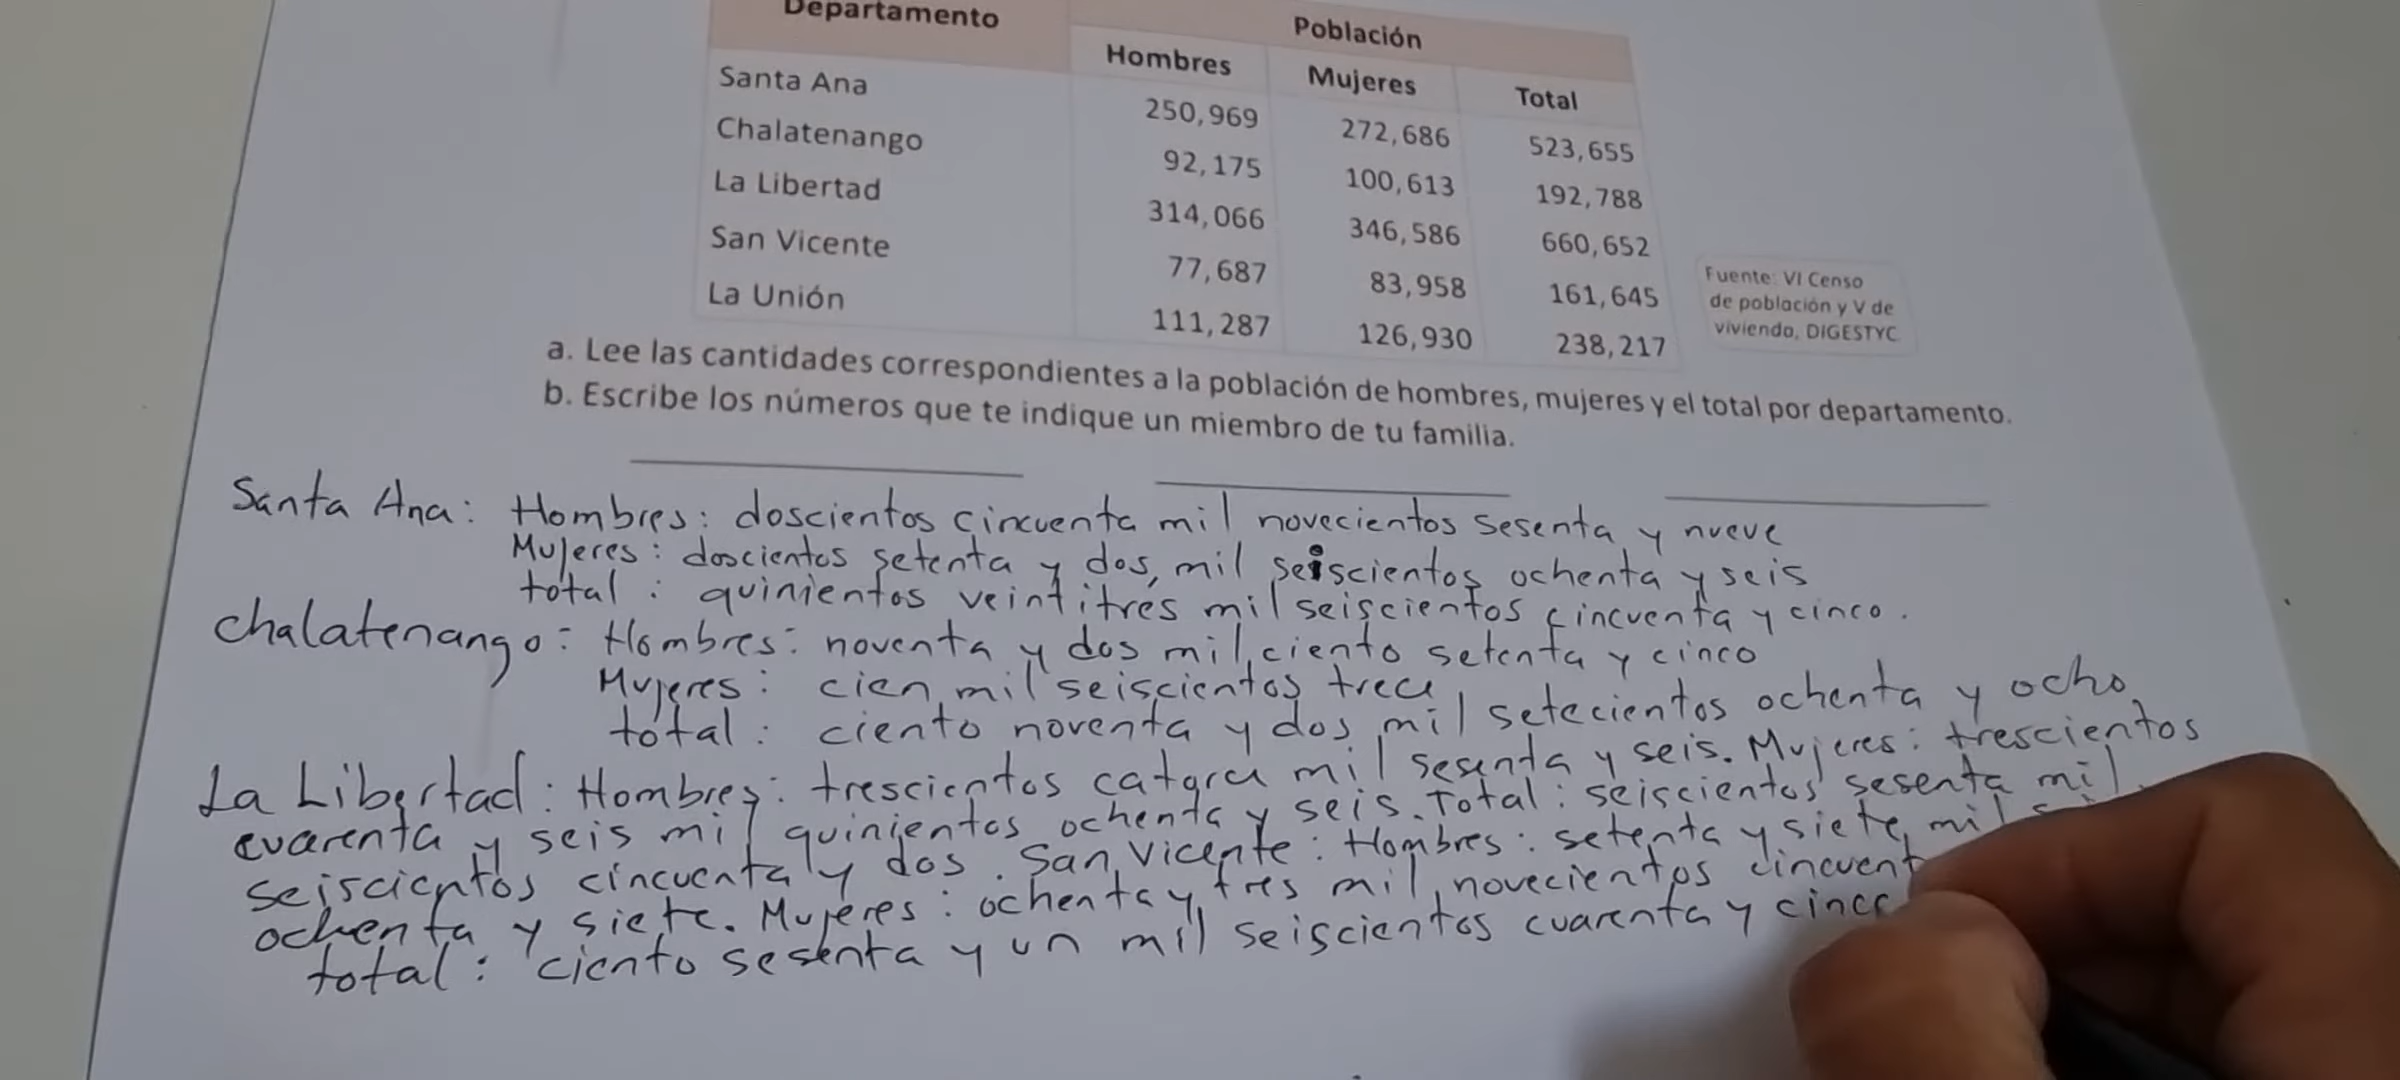 Departamento Población
Hombres Mujeres Total
Santa Ana 250,969 272,686 523,655
Chalatenango 92,175 100,613 192,788
La Libertad 314,066 346,586 660,652
San Vicente 77,687 83,958 161,645
La Unión 111,287 126,930 238,217
Fuente: VI Censo
de población y V de
vivienda, DIGESTYC.
a. Lee las cantidades correspondientes a la población de hombres, mujeres y el total por departamento.
b. Escribe los números que te indique un miembro de tu familia.
Santa Ana: Hombres: doscientos cincuenta mil novecientos sesenta y nueve
Mujeres: doscientos setenta y dos, mil seiscientos ochenta y seis
total: quinientos veintitrés mil seiscientos cincuenta y cinco.
Chalatenango: Hombres: noventa y dos mil, ciento setenta y cinco
Mujeres: cien mil seiscientos trece
total: ciento noventa y dos mil setecientos ochenta y ocho
La Libertad: Hombres: trescientos catorce mil sesenta y seis. Mujeres: trescientos
cuarenta y seis mil quinientos ochenta y seis. Total: seiscientos sesenta mil
seiscientos cincuenta y dos. San Vicente: Hombres: setenta y siete, mil
ochenta y siete. Mujeres: ochenta y tres mil, novecientos
total: ciento sesenta y un mil seiscientos cuarenta y cinco